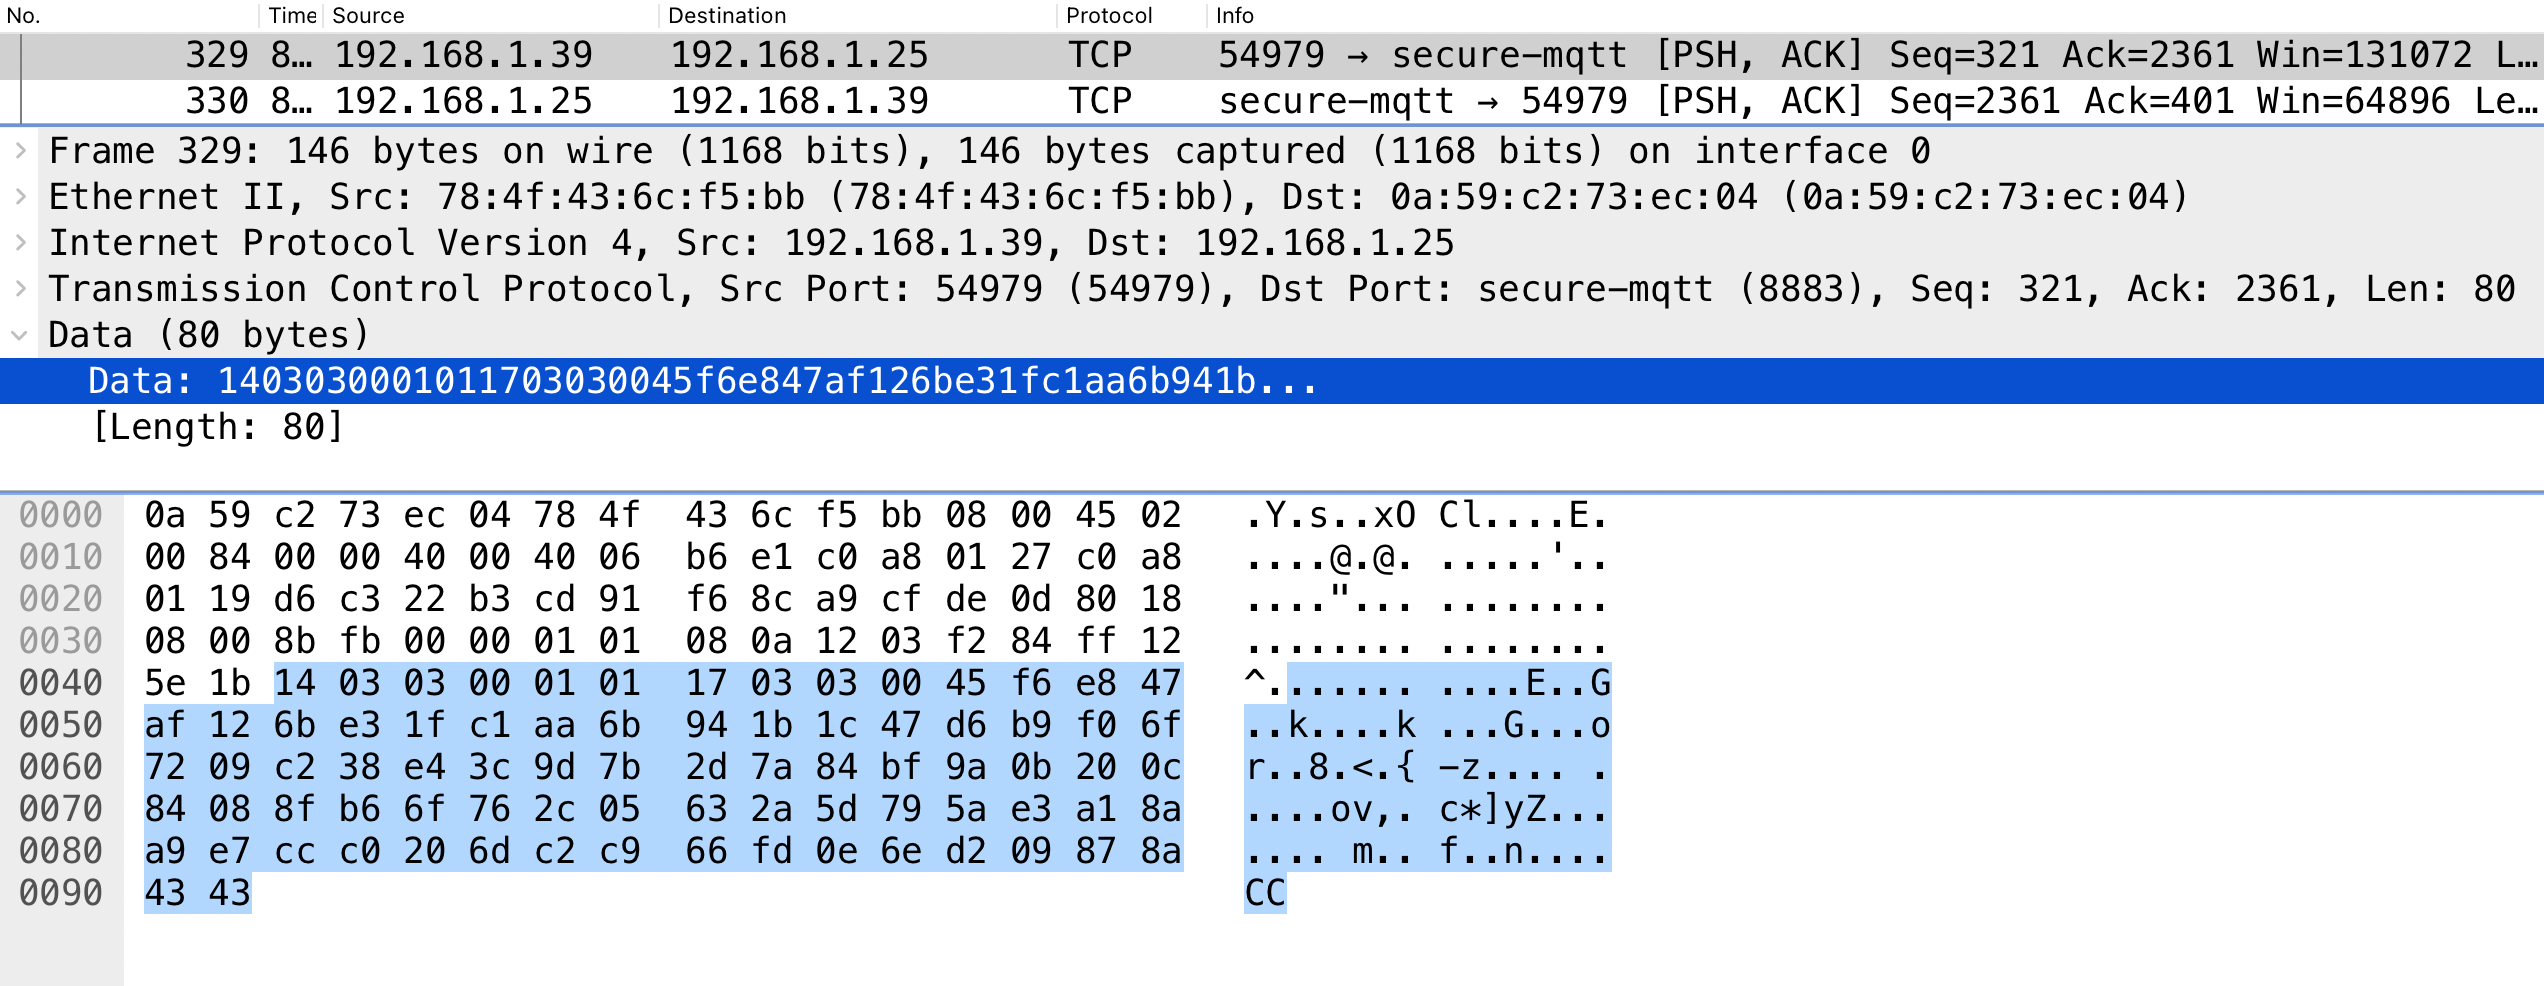 No. Time Source Destination Protocol Info
329 8… 192.168.1.39 192.168.1.25 TCP 54979 → secure-mqtt [PSH, ACK] Seq=321 Ack=2361 Win=131072 L…
330 8… 192.168.1.25 192.168.1.39 TCP secure-mqtt → 54979 [PSH, ACK] Seq=2361 Ack=401 Win=64896 Le…
Frame 329: 146 bytes on wire (1168 bits), 146 bytes captured (1168 bits) on interface 0
Ethernet II, Src: 78:4f:43:6c:f5:bb (78:4f:43:6c:f5:bb), Dst: 0a:59:c2:73:ec:04 (0a:59:c2:73:ec:04)
Internet Protocol Version 4, Src: 192.168.1.39, Dst: 192.168.1.25
Transmission Control Protocol, Src Port: 54979 (54979), Dst Port: secure-mqtt (8883), Seq: 321, Ack: 2361, Len: 80
Data (80 bytes)
Data: 1403030001011703030045f6e847af126be31fc1aa6b941b...
[Length: 80]
0000 0a 59 c2 73 ec 04 78 4f 43 6c f5 bb 08 00 45 02 .Y.s..xO Cl....E.
0010 00 84 00 00 40 00 40 06 b6 e1 c0 a8 01 27 c0 a8 ....@.@. .....'..
0020 01 19 d6 c3 22 b3 cd 91 f6 8c a9 cf de 0d 80 18 ...."... ........
0030 08 00 8b fb 00 00 01 01 08 0a 12 03 f2 84 ff 12 ........ ........
0040 5e 1b 14 03 03 00 01 01 17 03 03 00 45 f6 e8 47 ^....... ....E..G
0050 af 12 6b e3 1f c1 aa 6b 94 1b 1c 47 d6 b9 f0 6f ..k....k ...G...o
0060 72 09 c2 38 e4 3c 9d 7b 2d 7a 84 bf 9a 0b 20 0c r..8.<.{ -z.... .
0070 84 08 8f b6 6f 76 2c 05 63 2a 5d 79 5a e3 a1 8a ....ov,. c*]yZ...
0080 a9 e7 cc c0 20 6d c2 c9 66 fd 0e 6e d2 09 87 8a .... m.. f..n....
0090 43 43 CC